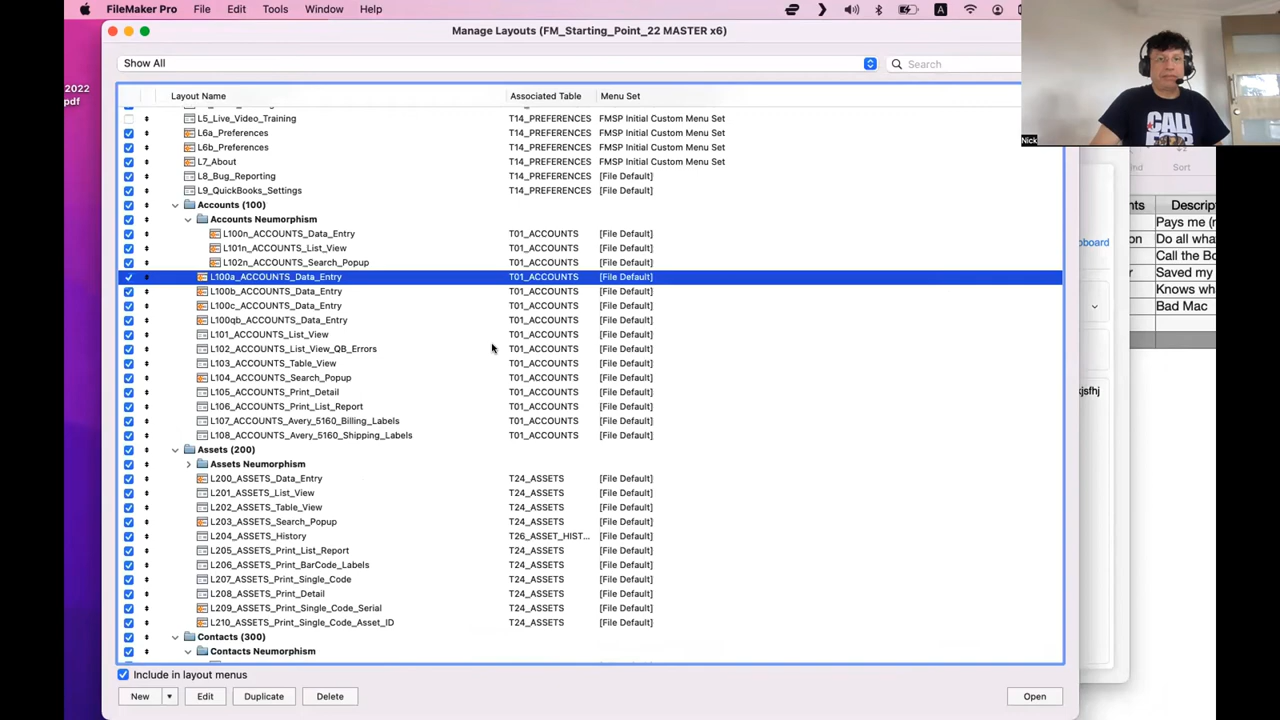 FileMaker Pro File Edit Tools Window Help A
Manage Layouts (FM_Starting_Point_22 MASTER x6)
Show All Search
2022
pdf
Nick
Layout Name Associated Table Menu Set
L5_Live_Video_Training T14_PREFERENCES FMSP Initial Custom Menu Set
L6a_Preferences T14_PREFERENCES FMSP Initial Custom Menu Set
L6b_Preferences T14_PREFERENCES FMSP Initial Custom Menu Set
L7_About T14_PREFERENCES FMSP Initial Custom Menu Set
L8_Bug_Reporting T14_PREFERENCES [File Default]
L9_QuickBooks_Settings T14_PREFERENCES [File Default]
Accounts (100)
Accounts Neumorphism
L100n_ACCOUNTS_Data_Entry T01_ACCOUNTS [File Default]
L101n_ACCOUNTS_List_View T01_ACCOUNTS [File Default]
L102n_ACCOUNTS_Search_Popup T01_ACCOUNTS [File Default]
L100a_ACCOUNTS_Data_Entry T01_ACCOUNTS [File Default]
L100b_ACCOUNTS_Data_Entry T01_ACCOUNTS [File Default]
L100c_ACCOUNTS_Data_Entry T01_ACCOUNTS [File Default]
L100qb_ACCOUNTS_Data_Entry T01_ACCOUNTS [File Default]
L101_ACCOUNTS_List_View T01_ACCOUNTS [File Default]
L102_ACCOUNTS_List_View_QB_Errors T01_ACCOUNTS [File Default]
L103_ACCOUNTS_Table_View T01_ACCOUNTS [File Default]
L104_ACCOUNTS_Search_Popup T01_ACCOUNTS [File Default]
L105_ACCOUNTS_Print_Detail T01_ACCOUNTS [File Default]
L106_ACCOUNTS_Print_List_Report T01_ACCOUNTS [File Default]
L107_ACCOUNTS_Avery_5160_Billing_Labels T01_ACCOUNTS [File Default]
L108_ACCOUNTS_Avery_5160_Shipping_Labels T01_ACCOUNTS [File Default]
Assets (200)
Assets Neumorphism
L200_ASSETS_Data_Entry T24_ASSETS [File Default]
L201_ASSETS_List_View T24_ASSETS [File Default]
L202_ASSETS_Table_View T24_ASSETS [File Default]
L203_ASSETS_Search_Popup T24_ASSETS [File Default]
L204_ASSETS_History T26_ASSET_HIST... [File Default]
L205_ASSETS_Print_List_Report T24_ASSETS [File Default]
L206_ASSETS_Print_BarCode_Labels T24_ASSETS [File Default]
L207_ASSETS_Print_Single_Code T24_ASSETS [File Default]
L208_ASSETS_Print_Detail T24_ASSETS [File Default]
L209_ASSETS_Print_Single_Code_Serial T24_ASSETS [File Default]
L210_ASSETS_Print_Single_Code_Asset_ID T24_ASSETS [File Default]
Contacts (300)
Contacts Neumorphism
Include in layout menus
New Edit Duplicate Delete Open
CALL
Sort
nts Descrip
Pays me (r
on Do all wha
Call the Bo
r Saved my
Knows wh
Bad Mac
board
kjsfhj